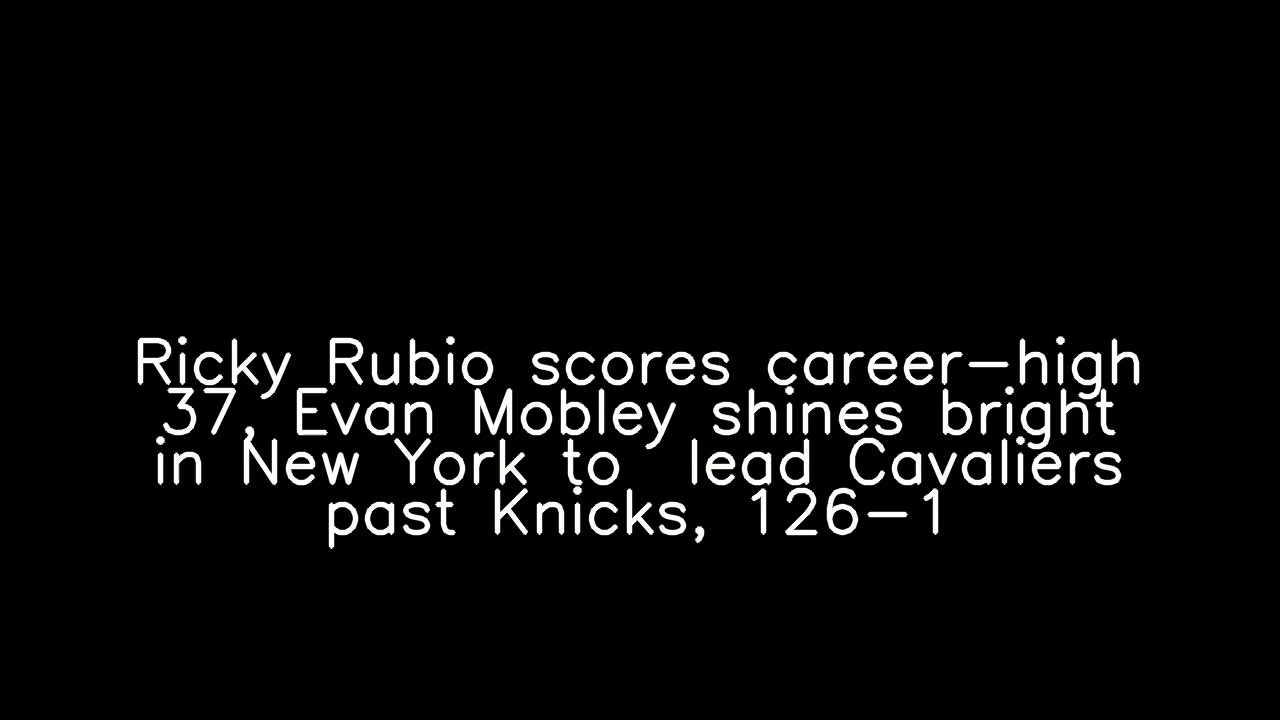 Ricky Rubio scores career-high
37, Evan Mobley shines bright
in New York to  lead Cavaliers
past Knicks, 126-1